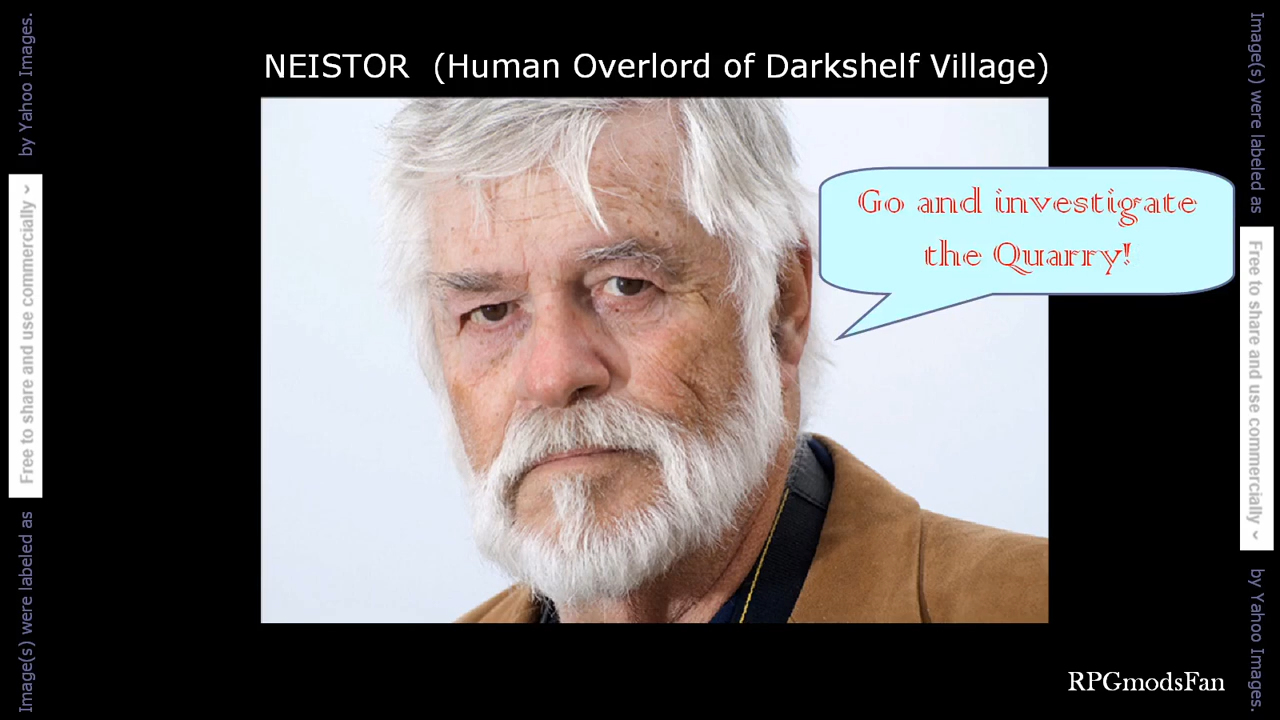 NEISTOR (Human Overlord of Darkshelf Village)
Go and investigate
the Quarry!
Image(s) were labeled as
Free to share and use commercially
by Yahoo Images.
Image(s) were labeled as
Free to share and use commercially
by Yahoo Images.
RPGmodsFan